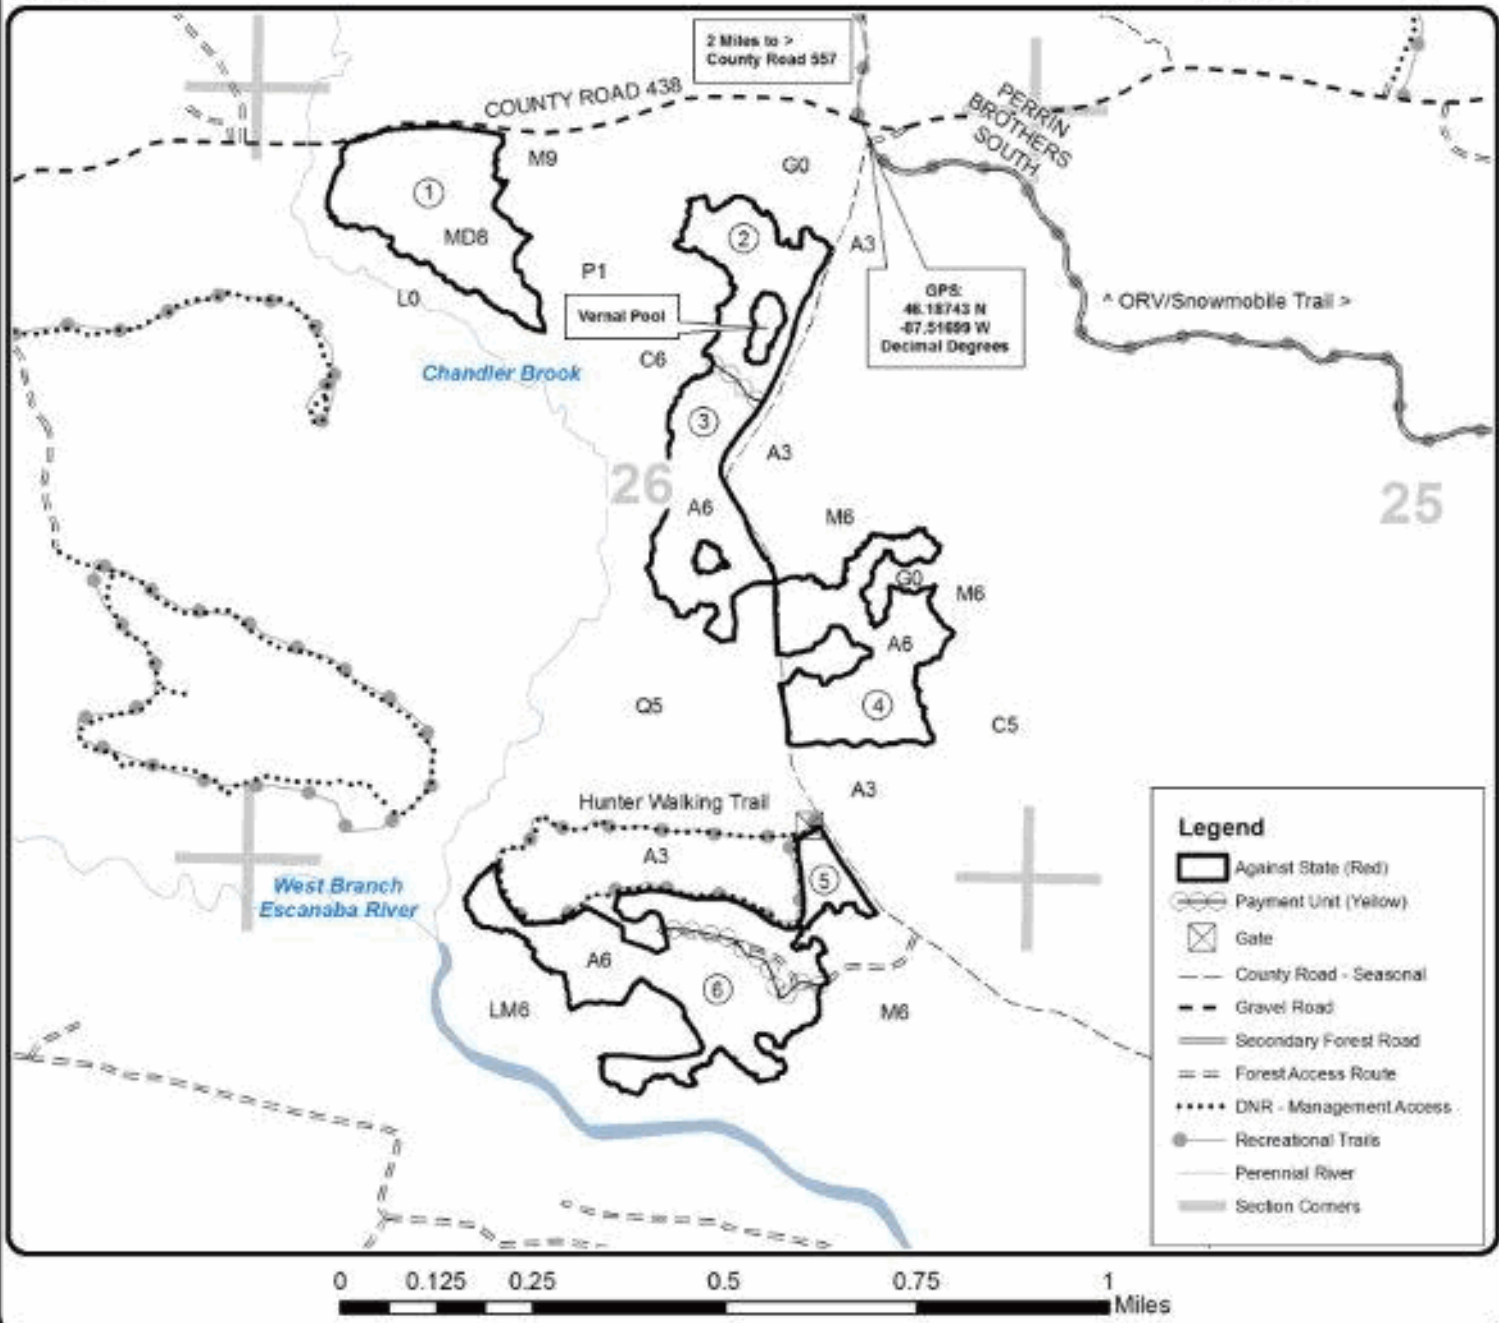 2 Miles to >
County Road 557
COUNTY ROAD 438
PERRIN
BROTHERS
SOUTH
M9
G0
1
2
MD8
A3
P1
L0
GPS:
46.18743 N
-87.51699 W
Decimal Degrees
^ ORV/Snowmobile Trail >
Vernal Pool
C6
Chandler Brook
3
A3
26
25
A6
M6
G0
M6
A6
Q5
4
C5
A3
Hunter Walking Trail
A3
5
West Branch
Escanaba River
A6
6
LM6
M6
Legend
Against State (Red)
Payment Unit (Yellow)
Gate
County Road - Seasonal
Gravel Road
Secondary Forest Road
Forest Access Route
DNR - Management Access
Recreational Trails
Perennial River
Section Corners
0 0.125 0.25 0.5 0.75 1
Miles